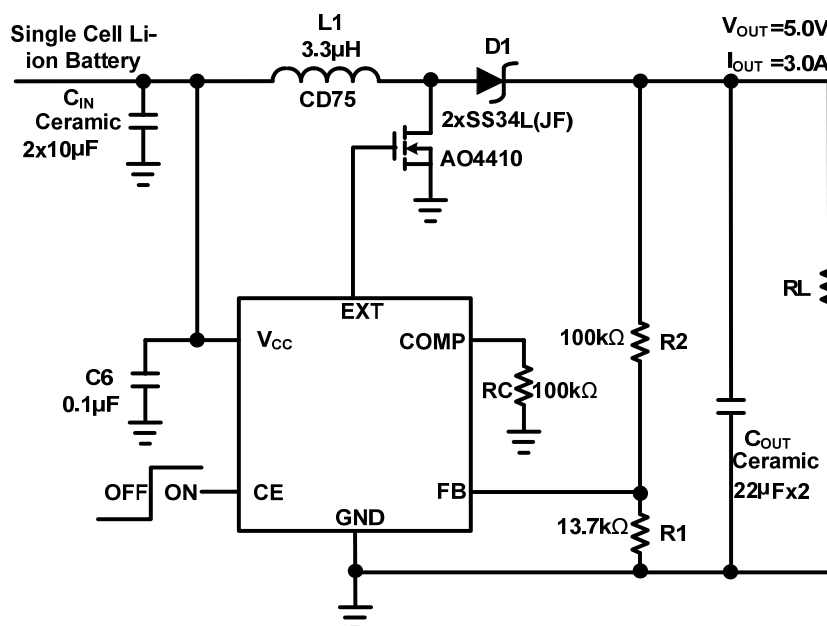 Single Cell Li-
ion Battery
L1
3.3µH
CD75
D1
2xSS34L(JF)
VOUT=5.0V
IOUT =3.0A
CIN
Ceramic
2x10µF
AO4410
RL
EXT
VCC
COMP
C6
0.1µF
RC 100kΩ
100kΩ R2
COUT
Ceramic
22µFx2
OFF ON
CE
FB
GND
13.7kΩ R1